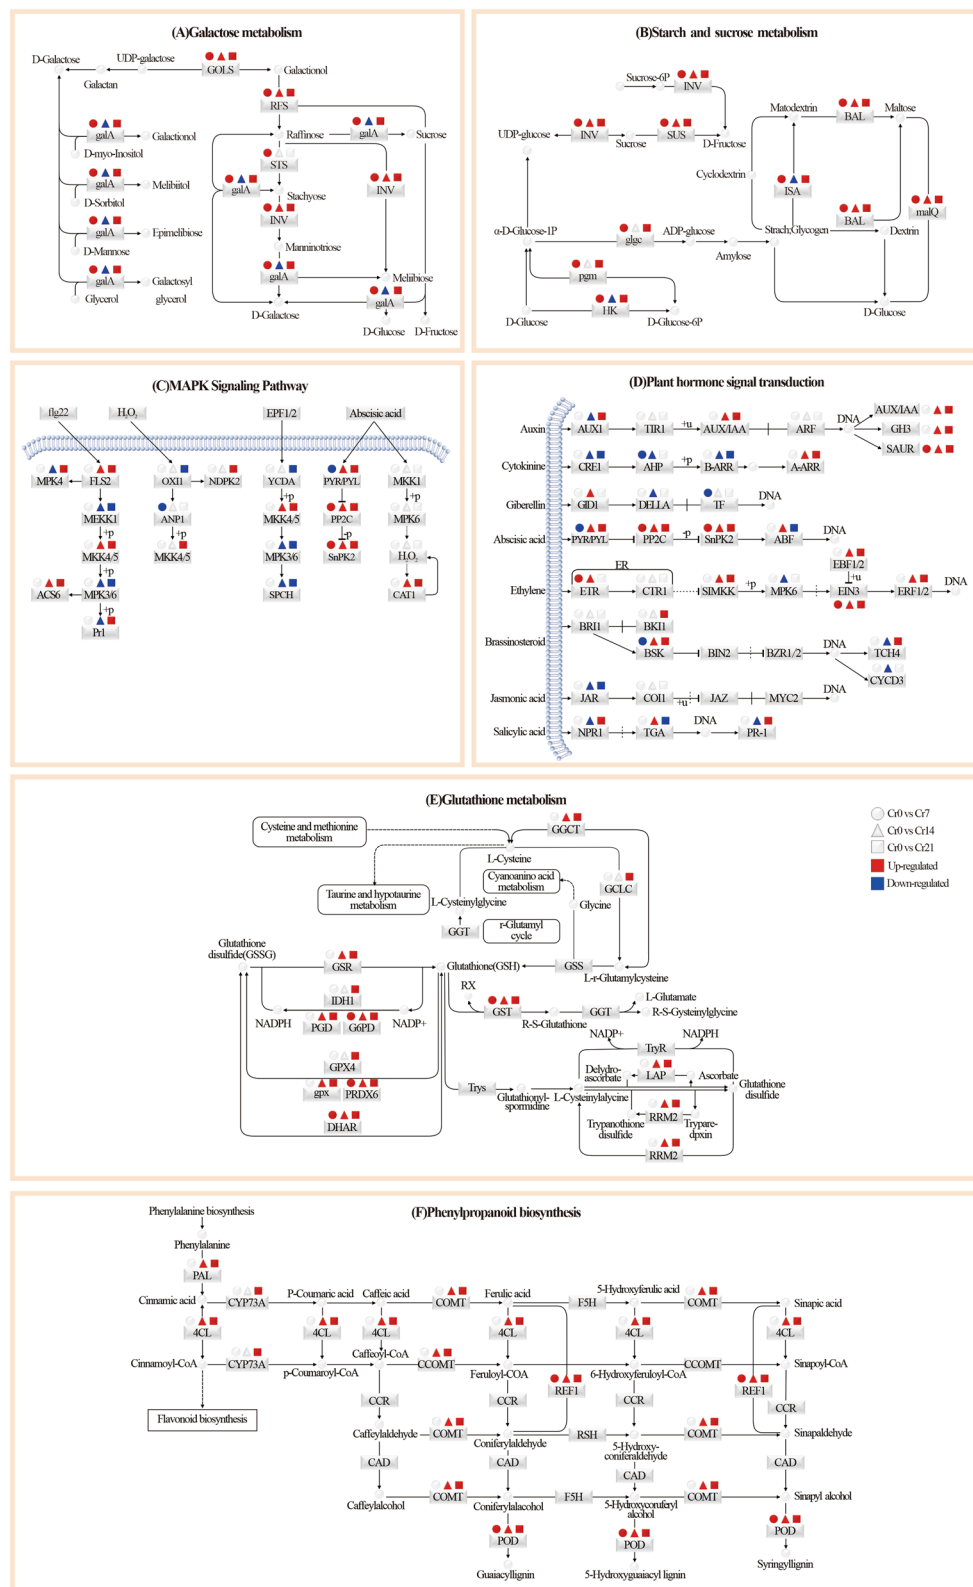 (A)Galactose metabolism
D-Galactose
UDP-galactose
GOLS
Galactionol
Galactan
RFS
galA
Galactionol
Raffinose
galA
Sucrose
D-myo-Inositol
STS
galA
Melibiitol
galA
Stachyose
INV
D-Sorbitol
INV
galA
Epimelibiose
D-Mannose
Manninotriose
galA
Galactosyl
glycerol
galA
Melibiose
Glycerol
galA
D-Galactose
D-Glucose
D-Fructose
(B)Starch and sucrose metabolism
Sucrose-6P
INV
Matodextrin
BAL
Maltose
UDP-glucose
INV
Sucrose
SUS
D-Fructose
Cyclodextrin
ISA
BAL
malQ
α-D-Glucose-1P
glgc
ADP-glucose
Amylose
Strach;Glycogen
Dextrin
pgm
HK
D-Glucose
D-Glucose-6P
D-Glucose
(C)MAPK Signaling Pathway
flg22
H₂O₂
EPF1/2
Abscisic acid
MPK4
FLS2
OXI1
NDPK2
YCDA
PYR/PYL
MKK1
+p
+p
MEKK1
ANP1
MKK4/5
PP2C
MPK6
+p
+p
+p
-p
MKK4/5
MKK4/5
MPK3/6
SnPK2
H₂O₂
+p
ACS6
MPK3/6
SPCH
CAT1
+p
Pr1
(D)Plant hormone signal transduction
Auxin
AUX1
TIR1
+u
AUX/IAA
ARF
DNA
AUX/IAA
GH3
SAUR
Cytokinine
CRE1
AHP
+p
B-ARR
A-ARR
Giberellin
GID1
DELLA
TF
DNA
Abscisic acid
PYR/PYL
PP2C
-p
SnPK2
ABF
DNA
EBF1/2
ER
+u
Ethylene
ETR
CTR1
SIMKK
+p
MPK6
EIN3
ERF1/2
DNA
BRI1
BKI1
Brassinosteroid
BSK
BIN2
BZR1/2
DNA
TCH4
CYCD3
Jasmonic acid
JAR
COI1
+u
JAZ
MYC2
DNA
Salicylic acid
NPR1
TGA
DNA
PR-1
(E)Glutathione metabolism
Cr0 vs Cr7
Cr0 vs Cr14
Cr0 vs Cr21
Up-regulated
Down-regulated
Cysteine and methionine
metabolism
GGCT
L-Cysteine
Cyanoanino acid
metabolism
GCLC
Taurine and hypotaurine
metabolism
L-Cysteinylglycine
Glycine
GGT
r-Glutamyl
cycle
Glutathione
disulfide(GSSG)
GSR
Glutathione(GSH)
GSS
L-r-Glutamylcysteine
IDH1
RX
L-Glutamate
NADPH
PGD
G6PD
NADP+
GST
R-S-Glutathione
GGT
R-S-Gysteinylglycine
NADP+
NADPH
TryR
GPX4
Delydro-
ascorbate
LAP
Ascorbate
gpx
PRDX6
Trys
Glutathionyl-
spormidine
L-Cysteinylalycine
Glutathione
disulfide
DHAR
Trypanothione
disulfide
RRM2
Trypare-
dpxin
RRM2
(F)Phenylpropanoid biosynthesis
Phenylalanine biosynthesis
Phenylalanine
PAL
Cinnamic acid
CYP73A
P-Coumaric acid
Caffeic acid
COMT
Ferulic acid
F5H
5-Hydroxyferulic acid
COMT
Sinapic acid
4CL
4CL
4CL
4CL
4CL
4CL
Cinnamoyl-CoA
CYP73A
p-Coumaroyl-CoA
Caffeoyl-CoA
CCOMT
Feruloyl-COA
6-Hydroxyferuloyl-CoA
CCOMT
Sinapoyl-CoA
CCR
CCR
REF1
CCR
REF1
CCR
Flavonoid biosynthesis
Caffeylaldehyde
COMT
Coniferylaldehyde
RSH
5-Hydroxy-
coniferaldehyde
COMT
Sinapaldehyde
CAD
CAD
CAD
CAD
Caffeylalcohol
COMT
Coniferylalacohol
F5H
5-Hydroxycoruferyl
alcohol
COMT
Sinapyl alcohol
POD
POD
POD
Guaiacyllignin
5-Hydroxyguaiacyl lignin
Syringyllignin